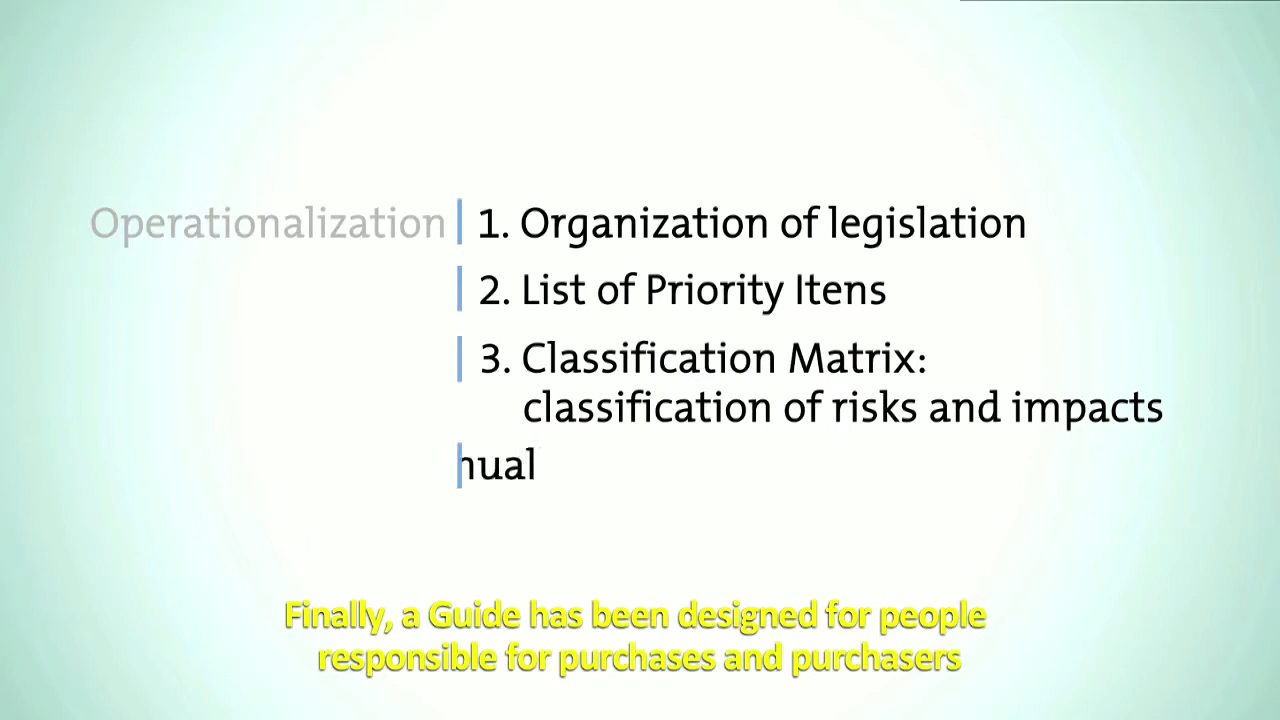 Operationalization 1. Organization of legislation
2. List of Priority Itens
3. Classification Matrix:
classification of risks and impacts
nual
Finally, a Guide has been designed for people
responsible for purchases and purchasers